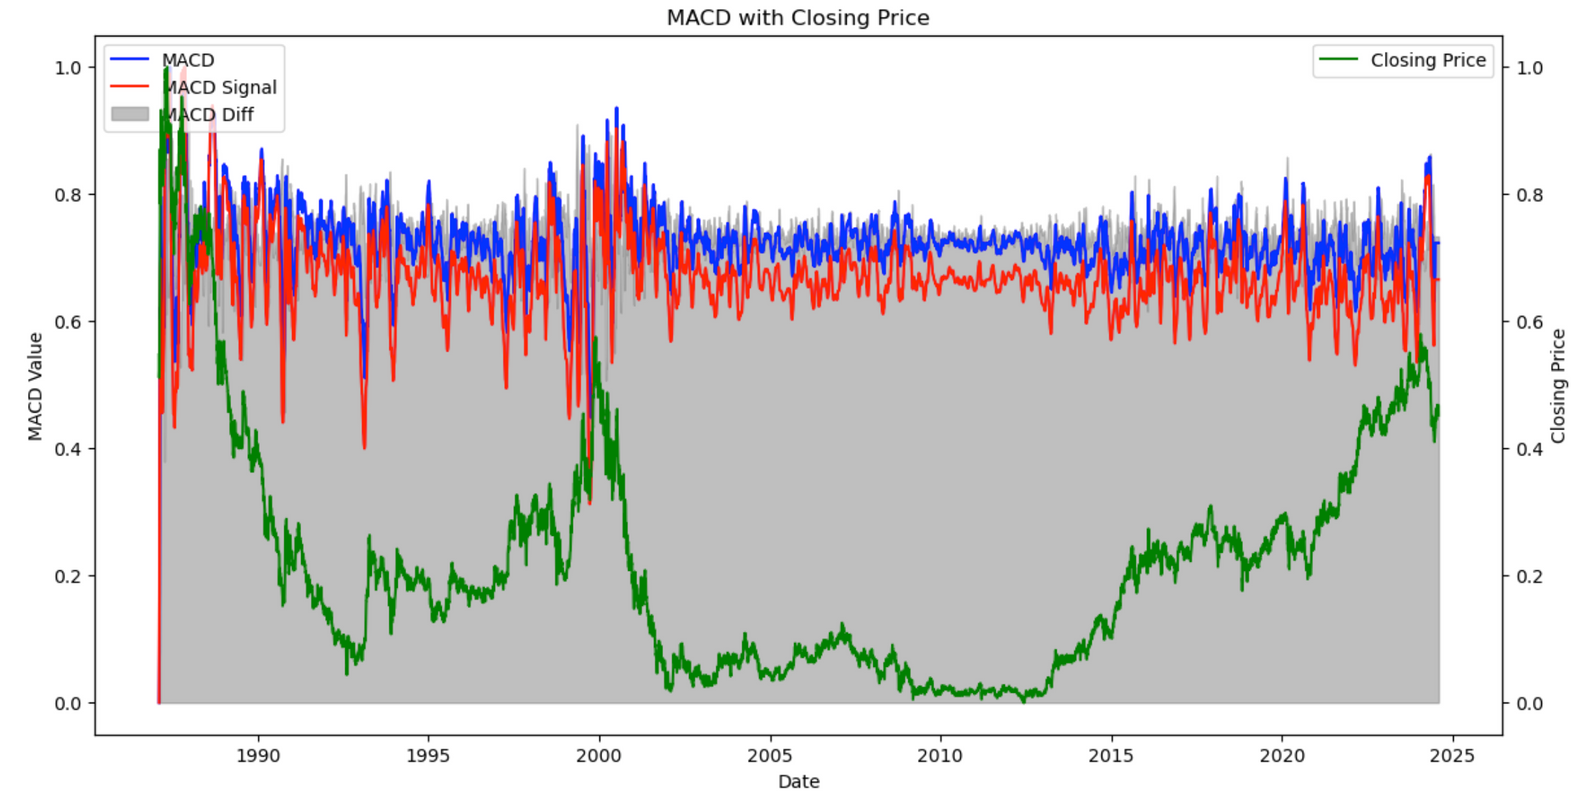 MACD with Closing Price
MACD
MACD Signal
MACD Diff
Closing Price
1.0
0.8
0.6
0.4
0.2
0.0
MACD Value
1.0
0.8
0.6
0.4
0.2
0.0
Closing Price
1990
1995
2000
2005
2010
2015
2020
2025
Date